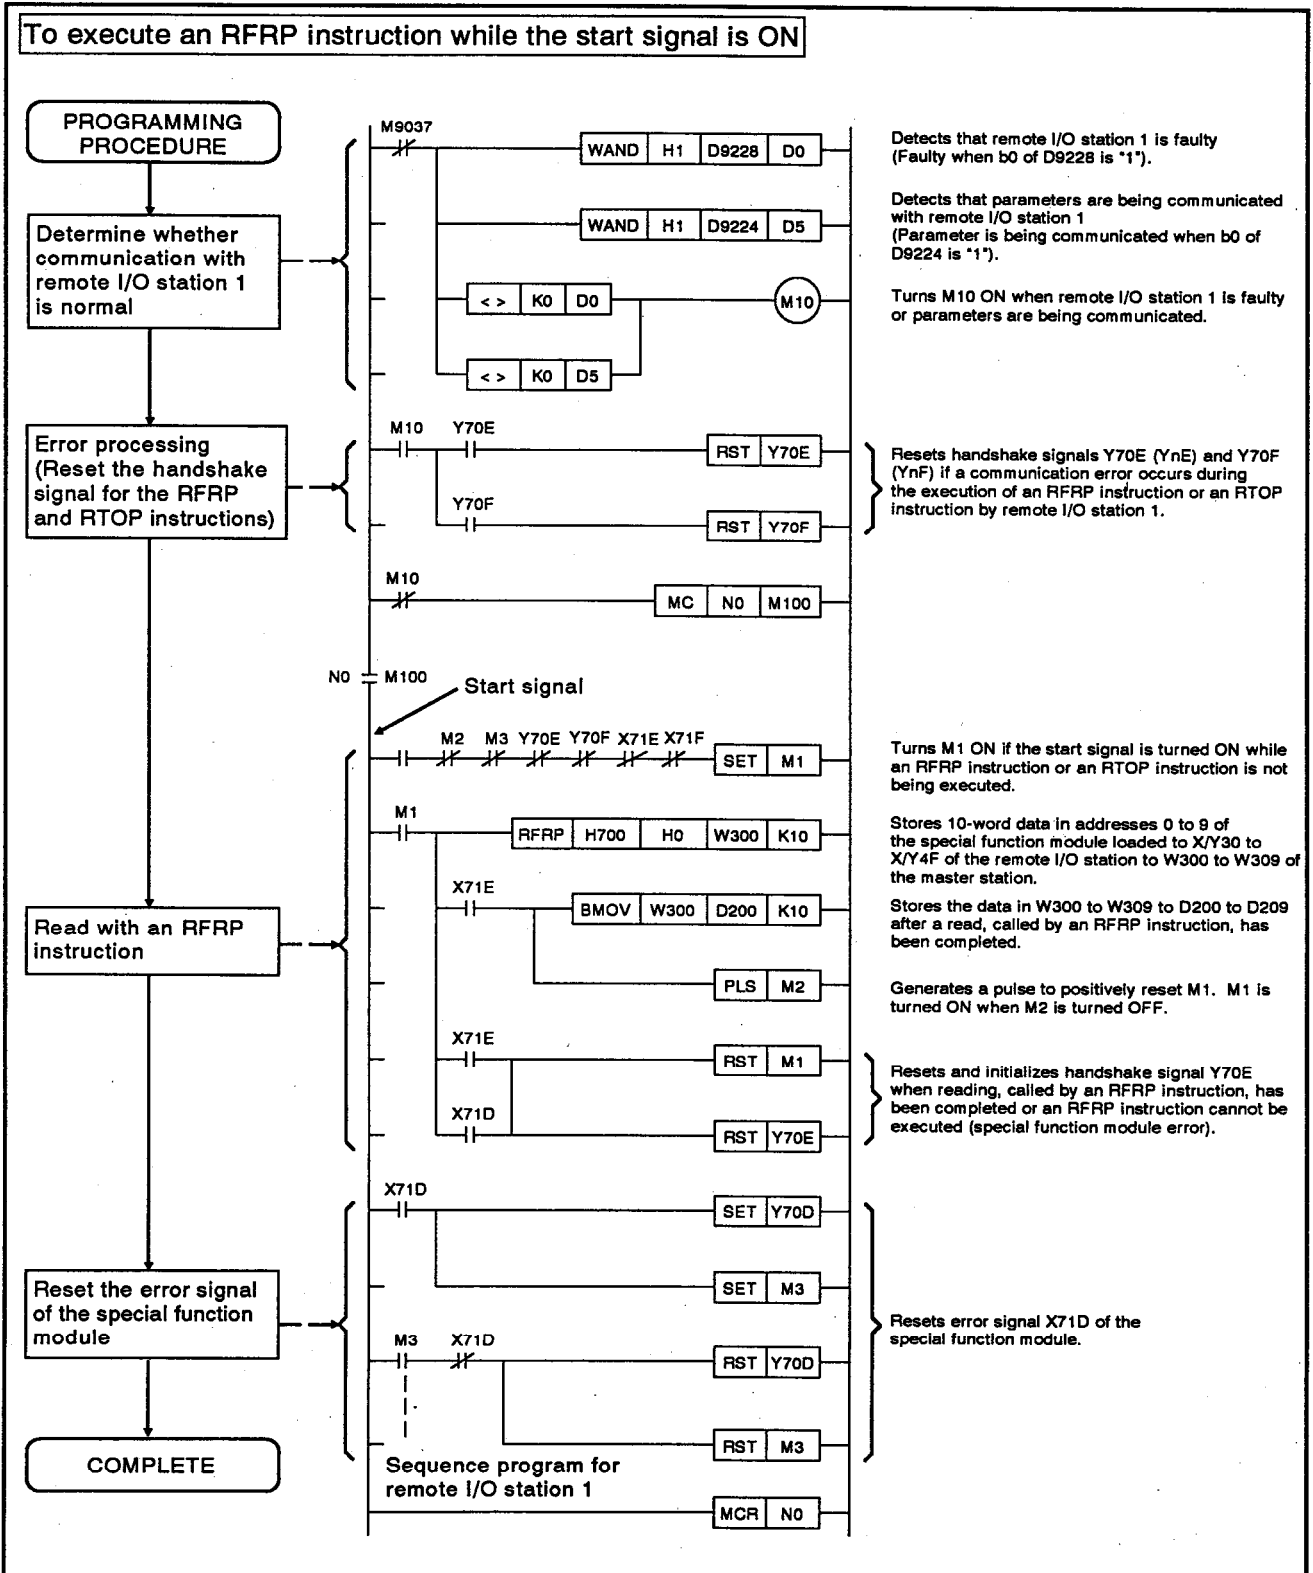 To execute an RFRP instruction while the start signal is ON
PROGRAMMING
PROCEDURE
Determine whether
communication with
remote I/O station 1
is normal
Error processing
(Reset the handshake
signal for the RFRP
and RTOP instructions)
Read with an RFRP
instruction
Reset the error signal
of the special function
module
COMPLETE
M9037
WAND H1 D9228 D0
WAND H1 D9224 D5
< > K0 D0
M10
< > K0 D5
M10 Y70E
RST Y70E
Y70F
RST Y70F
M10
MC N0 M100
N0 M100
Start signal
M2 M3 Y70E Y70F X71E X71F
SET M1
M1
RFRP H700 H0 W300 K10
X71E
BMOV W300 D200 K10
PLS M2
X71E
RST M1
X71D
RST Y70E
X71D
SET Y70D
SET M3
M3 X71D
RST Y70D
RST M3
Sequence program for
remote I/O station 1
MCR N0
Detects that remote I/O station 1 is faulty
(Faulty when b0 of D9228 is "1").
Detects that parameters are being communicated
with remote I/O station 1
(Parameter is being communicated when b0 of
D9224 is "1").
Turns M10 ON when remote I/O station 1 is faulty
or parameters are being communicated.
Resets handshake signals Y70E (YnE) and Y70F
(YnF) if a communication error occurs during
the execution of an RFRP instruction or an RTOP
instruction by remote I/O station 1.
Turns M1 ON if the start signal is turned ON while
an RFRP instruction or an RTOP instruction is not
being executed.
Stores 10-word data in addresses 0 to 9 of
the special function module loaded to X/Y30 to
X/Y4F of the remote I/O station to W300 to W309 of
the master station.
Stores the data in W300 to W309 to D200 to D209
after a read, called by an RFRP instruction, has
been completed.
Generates a pulse to positively reset M1. M1 is
turned ON when M2 is turned OFF.
Resets and initializes handshake signal Y70E
when reading, called by an RFRP instruction, has
been completed or an RFRP instruction cannot be
executed (special function module error).
Resets error signal X71D of the
special function module.